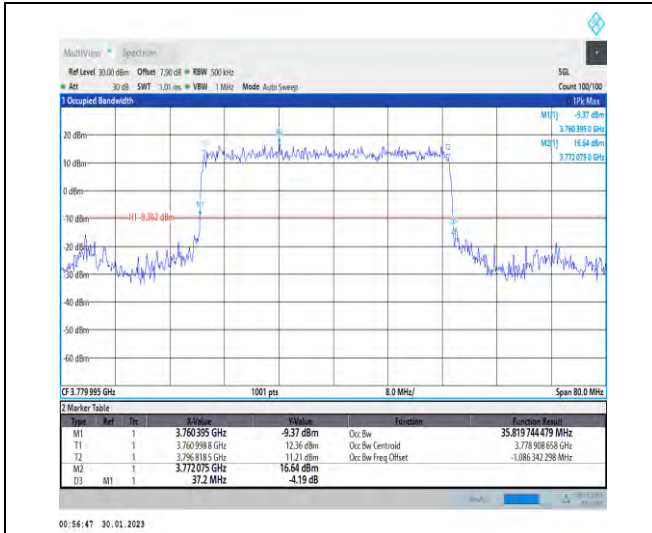 MultiView Spectrum
Ref Level 30.00 dBm Offset 7.90 dB RBW 500 kHz SGL
Att 30 dB SWT 1.01 ms VBW 1 MHz Mode Auto Sweep Count 100/100
1 Occupied Bandwidth 1Pk Max
M1[1] -9.37 dBm
3.760 395 0 GHz
M2[1] 16.64 dBm
3.772 075 0 GHz
20 dBm
10 dBm
0 dBm
-10 dBm
H1 -9.362 dBm
-20 dBm
-30 dBm
-40 dBm
-50 dBm
-60 dBm
M1
M2
T2
CF 3.779 995 GHz 1001 pts 8.0 MHz/ Span 80.0 MHz
2 Marker Table
Type Ref Trc X-Value Y-Value Function Function Result
M1 1 3.760 395 GHz -9.37 dBm Occ Bw 35.819 744 479 MHz
T1 1 3.760 998 8 GHz 12.36 dBm Occ Bw Centroid 3.778 908 658 GHz
T2 1 3.796 818 5 GHz 11.21 dBm Occ Bw Freq Offset -1.086 342 298 MHz
M2 1 3.772 075 GHz 16.64 dBm
D3 M1 1 37.2 MHz -4.19 dB
00:56:47 30.01.2023